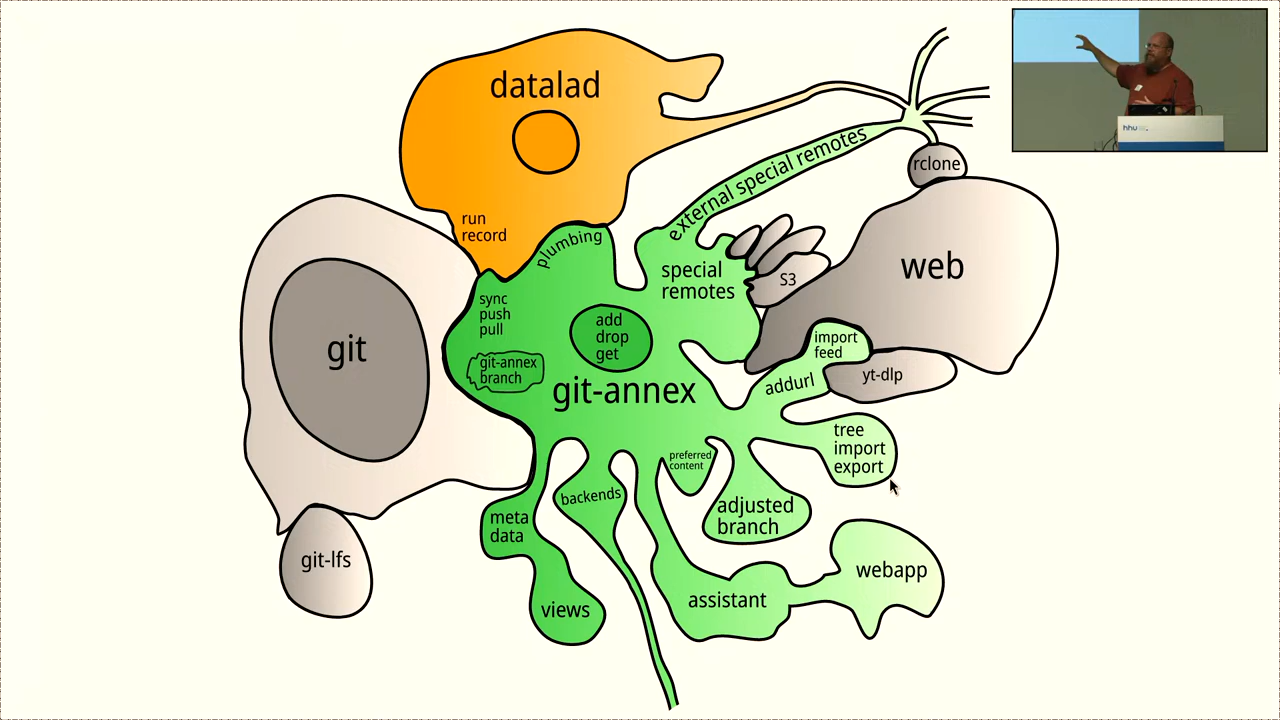 datalad
run
record
plumbing
external special remotes
rclone
special
remotes
S3
web
git
sync
push
pull
add
drop
get
git-annex
branch
git-annex
import
feed
addurl
yt-dlp
tree
import
export
preferred
content
backends
adjusted
branch
meta
data
views
assistant
webapp
git-lfs
hhu